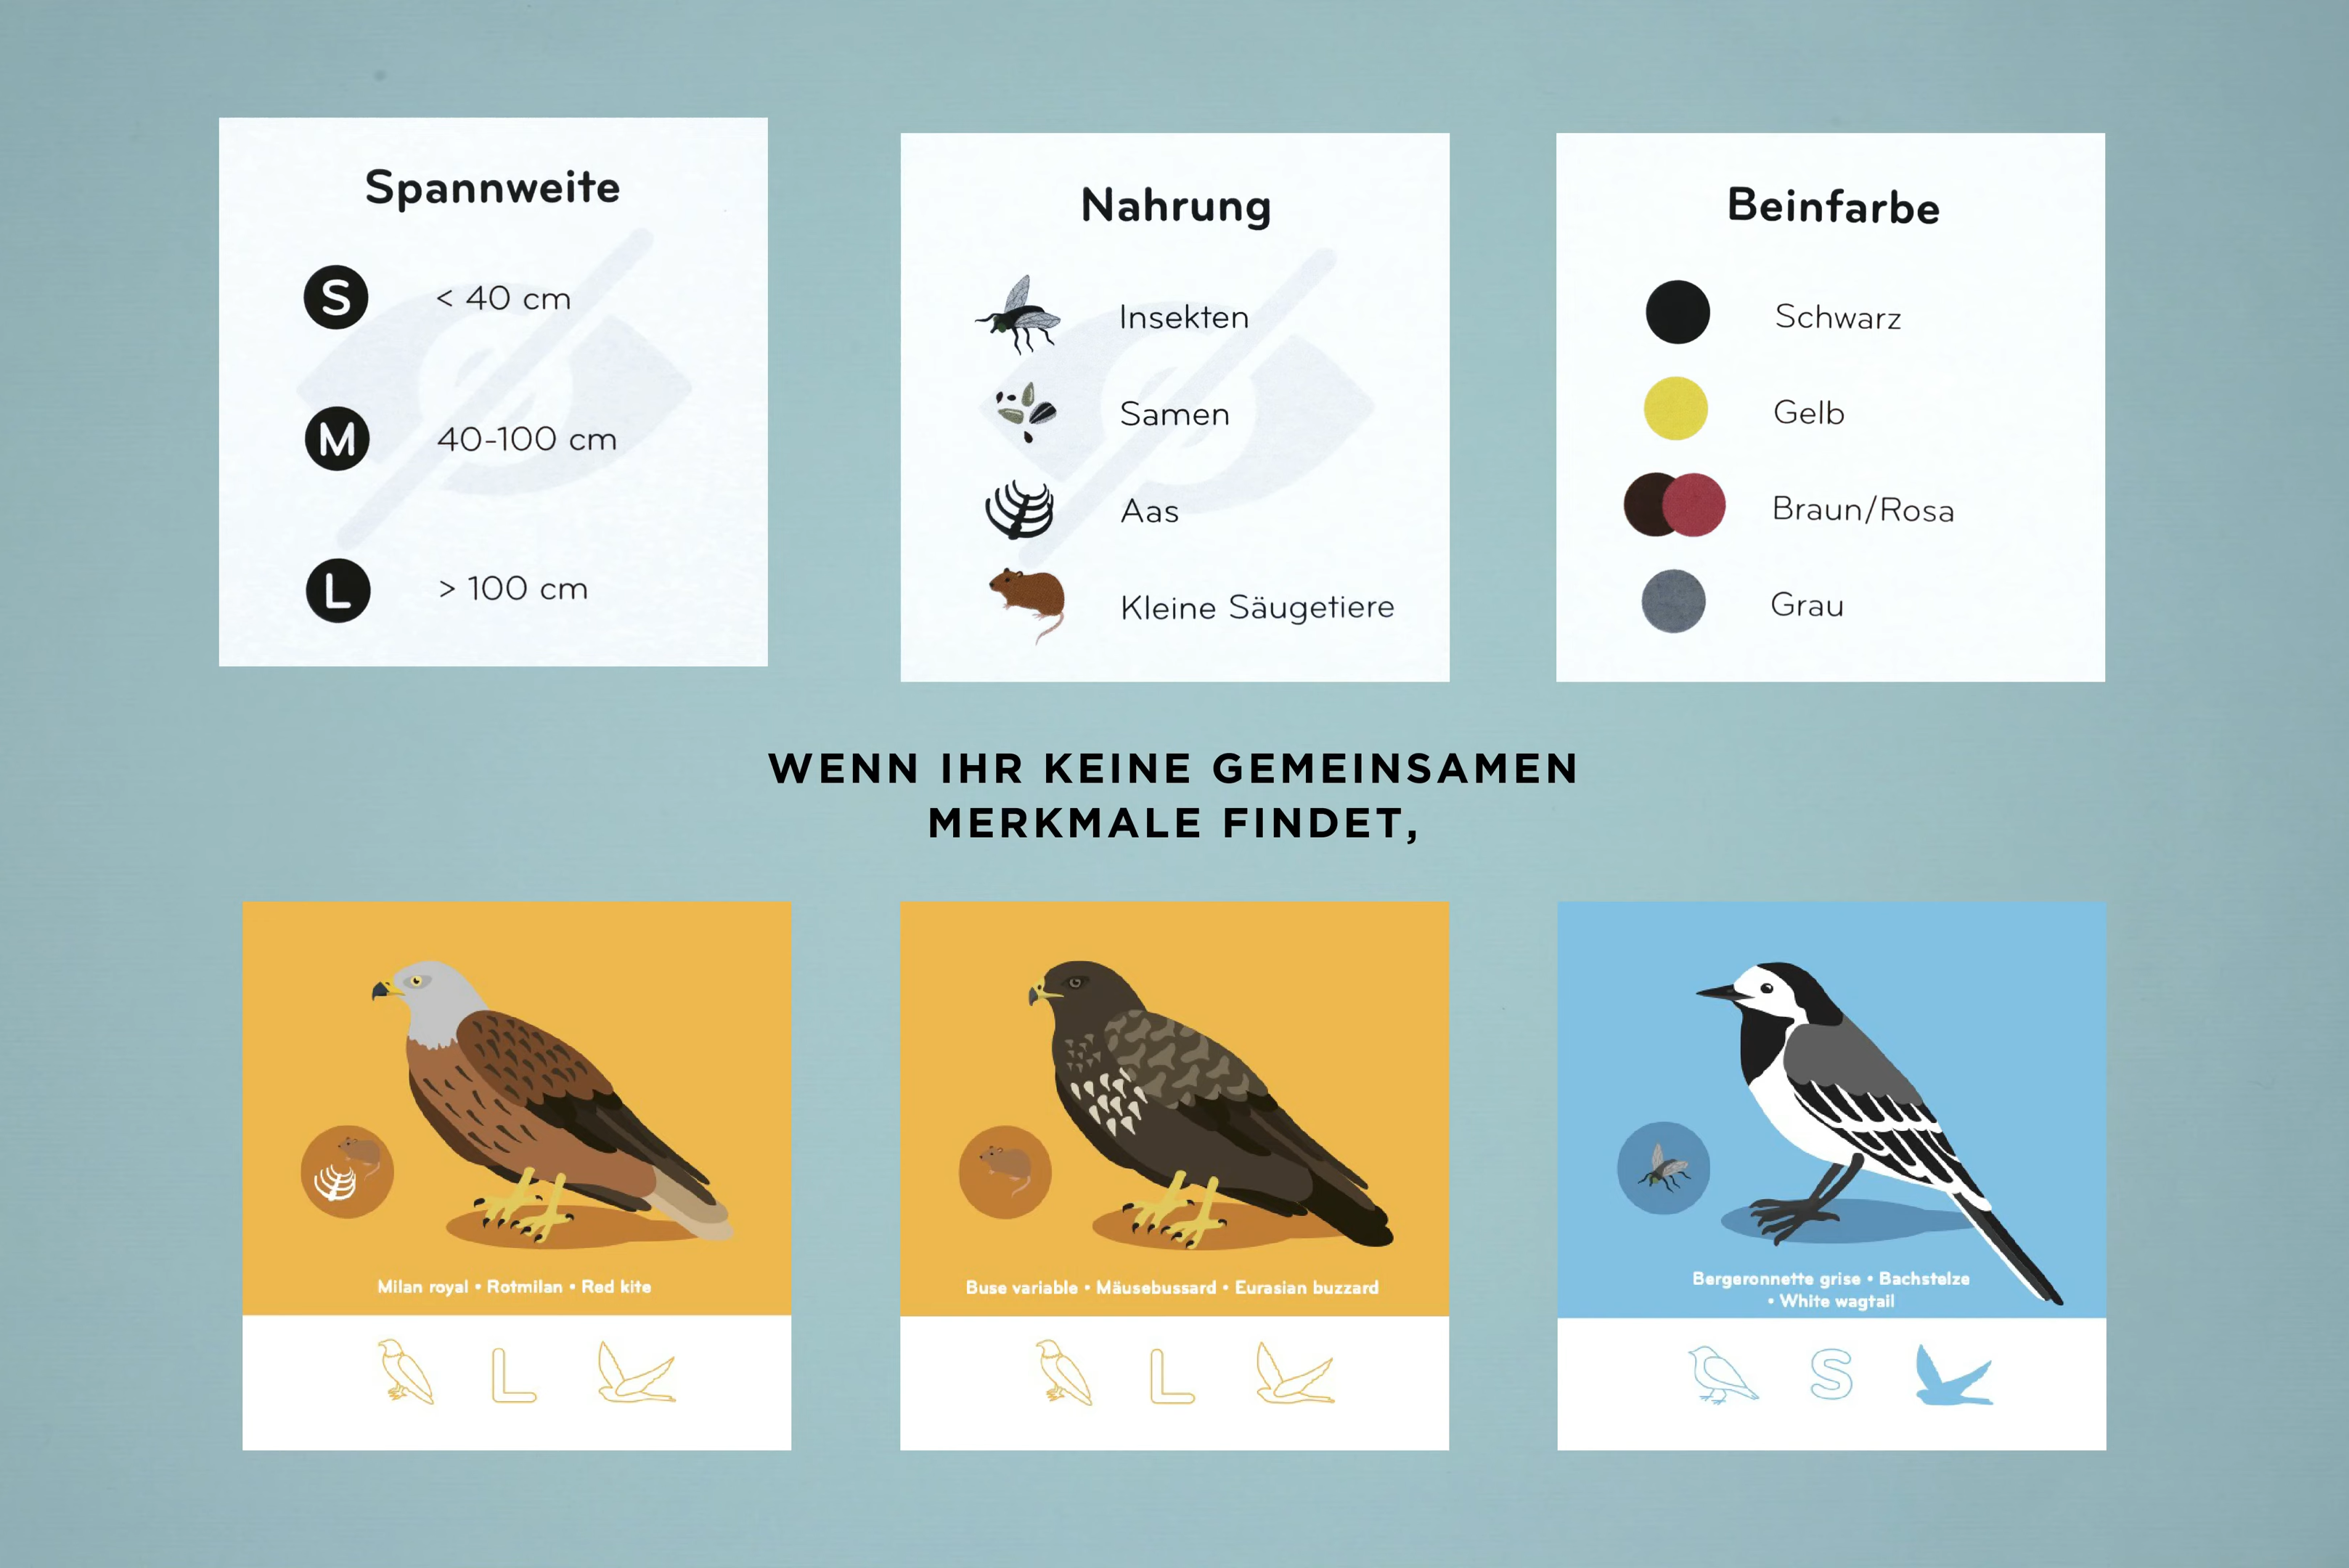 Spannweite
S < 40 cm
M 40-100 cm
L > 100 cm
Nahrung
Insekten
Samen
Aas
Kleine Säugetiere
Beinfarbe
Schwarz
Gelb
Braun/Rosa
Grau
WENN IHR KEINE GEMEINSAMEN
MERKMALE FINDET,
Milan royal • Rotmilan • Red kite
L
Buse variable • Mäusebussard • Eurasian buzzard
L
Bergeronnette grise • Bachstelze
• White wagtail
S